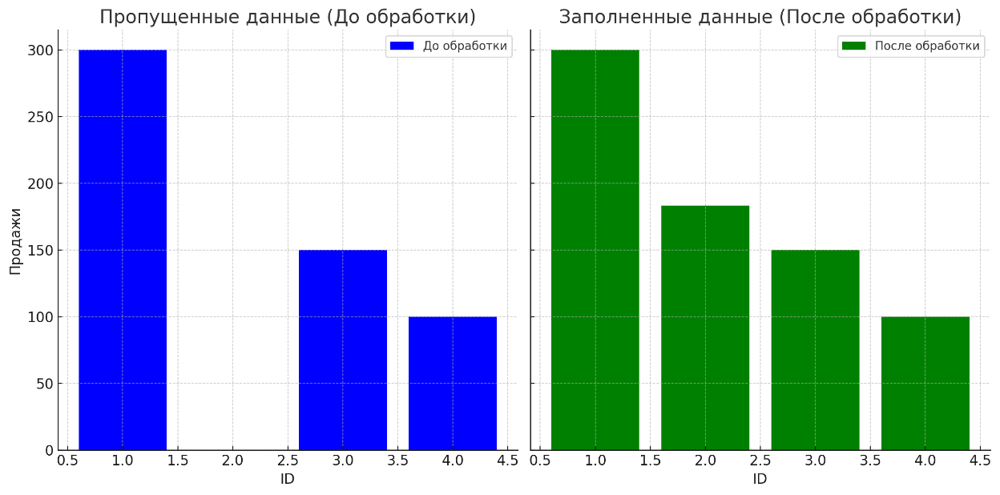 Пропущенные данные (До обработки)
До обработки
Продажи
300
250
200
150
100
50
0
0.5 1.0 1.5 2.0 2.5 3.0 3.5 4.0 4.5
ID
Заполненные данные (После обработки)
После обработки
0.5 1.0 1.5 2.0 2.5 3.0 3.5 4.0 4.5
ID